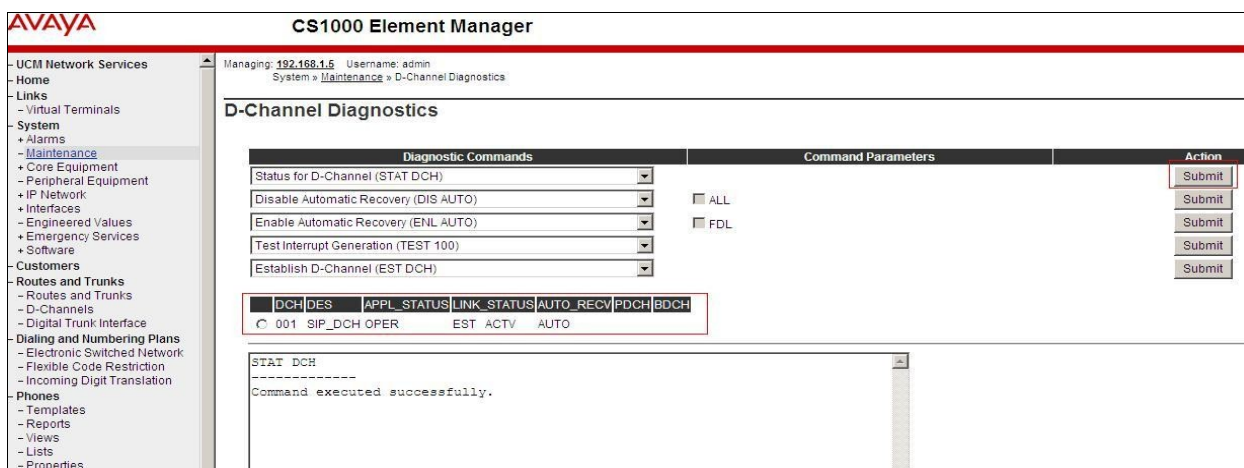 AVAYA
CS1000 Element Manager
- UCM Network Services
- Home
- Links
- Virtual Terminals
- System
+ Alarms
- Maintenance
+ Core Equipment
- Peripheral Equipment
+ IP Network
+ Interfaces
- Engineered Values
+ Emergency Services
+ Software
- Customers
- Routes and Trunks
- Routes and Trunks
- D-Channels
- Digital Trunk Interface
- Dialing and Numbering Plans
- Electronic Switched Network
- Flexible Code Restriction
- Incoming Digit Translation
- Phones
- Templates
- Reports
- Views
- Lists
- Properties
Managing: 192.168.1.5 Username: admin
System » Maintenance » D-Channel Diagnostics
D-Channel Diagnostics
Diagnostic Commands Command Parameters Action
Status for D-Channel (STAT DCH) Submit
Disable Automatic Recovery (DIS AUTO) ALL Submit
Enable Automatic Recovery (ENL AUTO) FDL Submit
Test Interrupt Generation (TEST 100) Submit
Establish D-Channel (EST DCH) Submit
DCH DES APPL_STATUS LINK_STATUS AUTO_RECV PDCH BDCH
001 SIP_DCH OPER EST ACTV AUTO
STAT DCH
-------------
Command executed successfully.